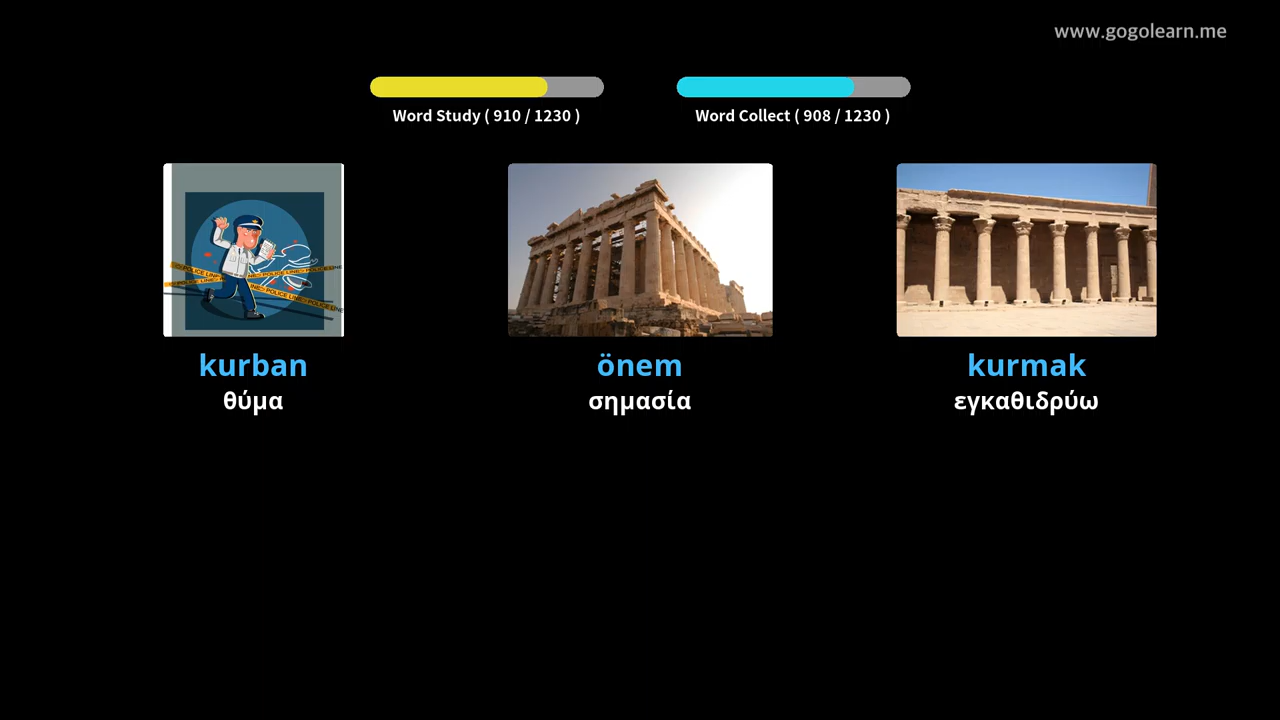 www.gogolearn.me
Word Study ( 910 / 1230 )
Word Collect ( 908 / 1230 )
kurban
θύμα
önem
σημασία
kurmak
εγκαθιδρύω